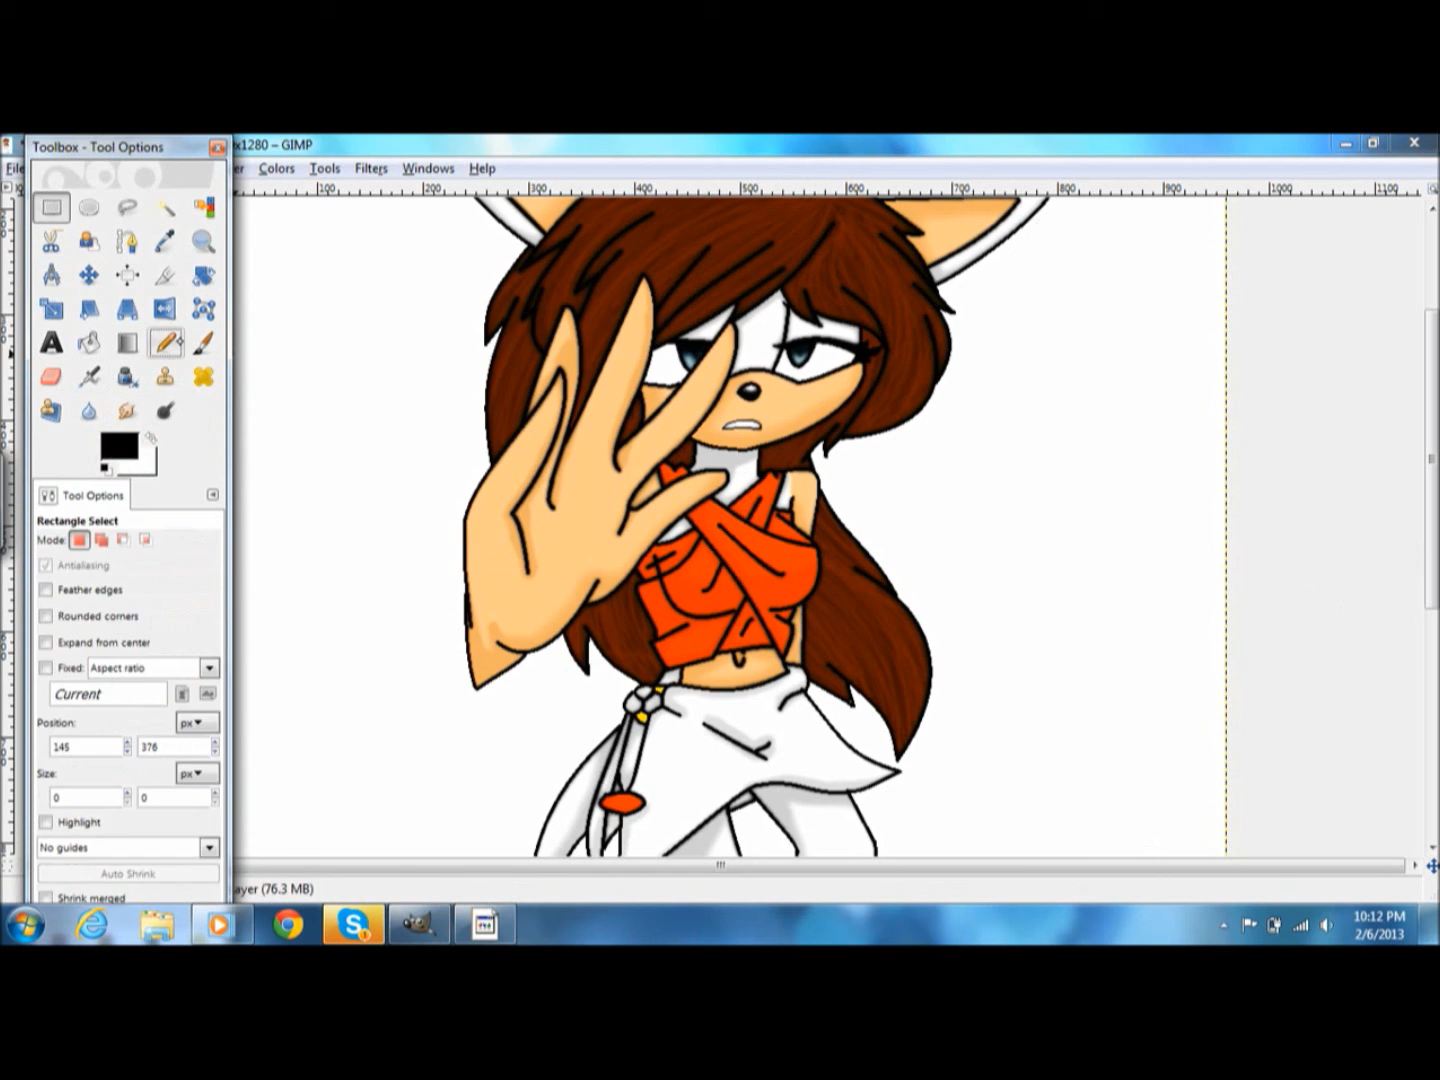 Toolbox - Tool Options
x1280 – GIMP
File
er Colors Tools Filters Windows Help
100 200 300 400 500 600 700 800 900 1000 1100
Tool Options
Rectangle Select
Mode:
Antialiasing
Feather edges
Rounded corners
Expand from center
Fixed: Aspect ratio
Current
Position: px
145 376
Size: px
0 0
Highlight
No guides
Auto Shrink
Shrink merged
ayer (76.3 MB)
10:12 PM
2/6/2013